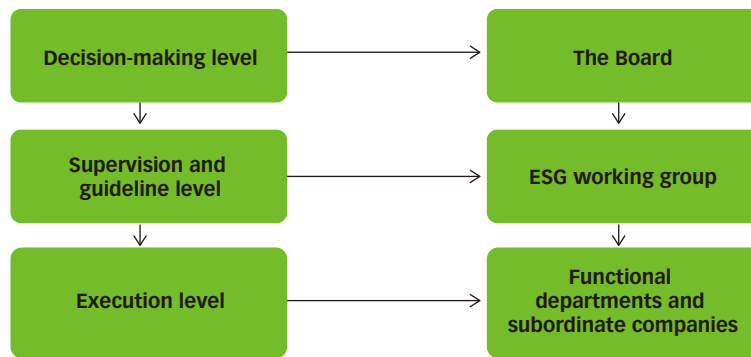 Decision-making level
The Board
Supervision and
guideline level
ESG working group
Execution level
Functional
departments and
subordinate companies